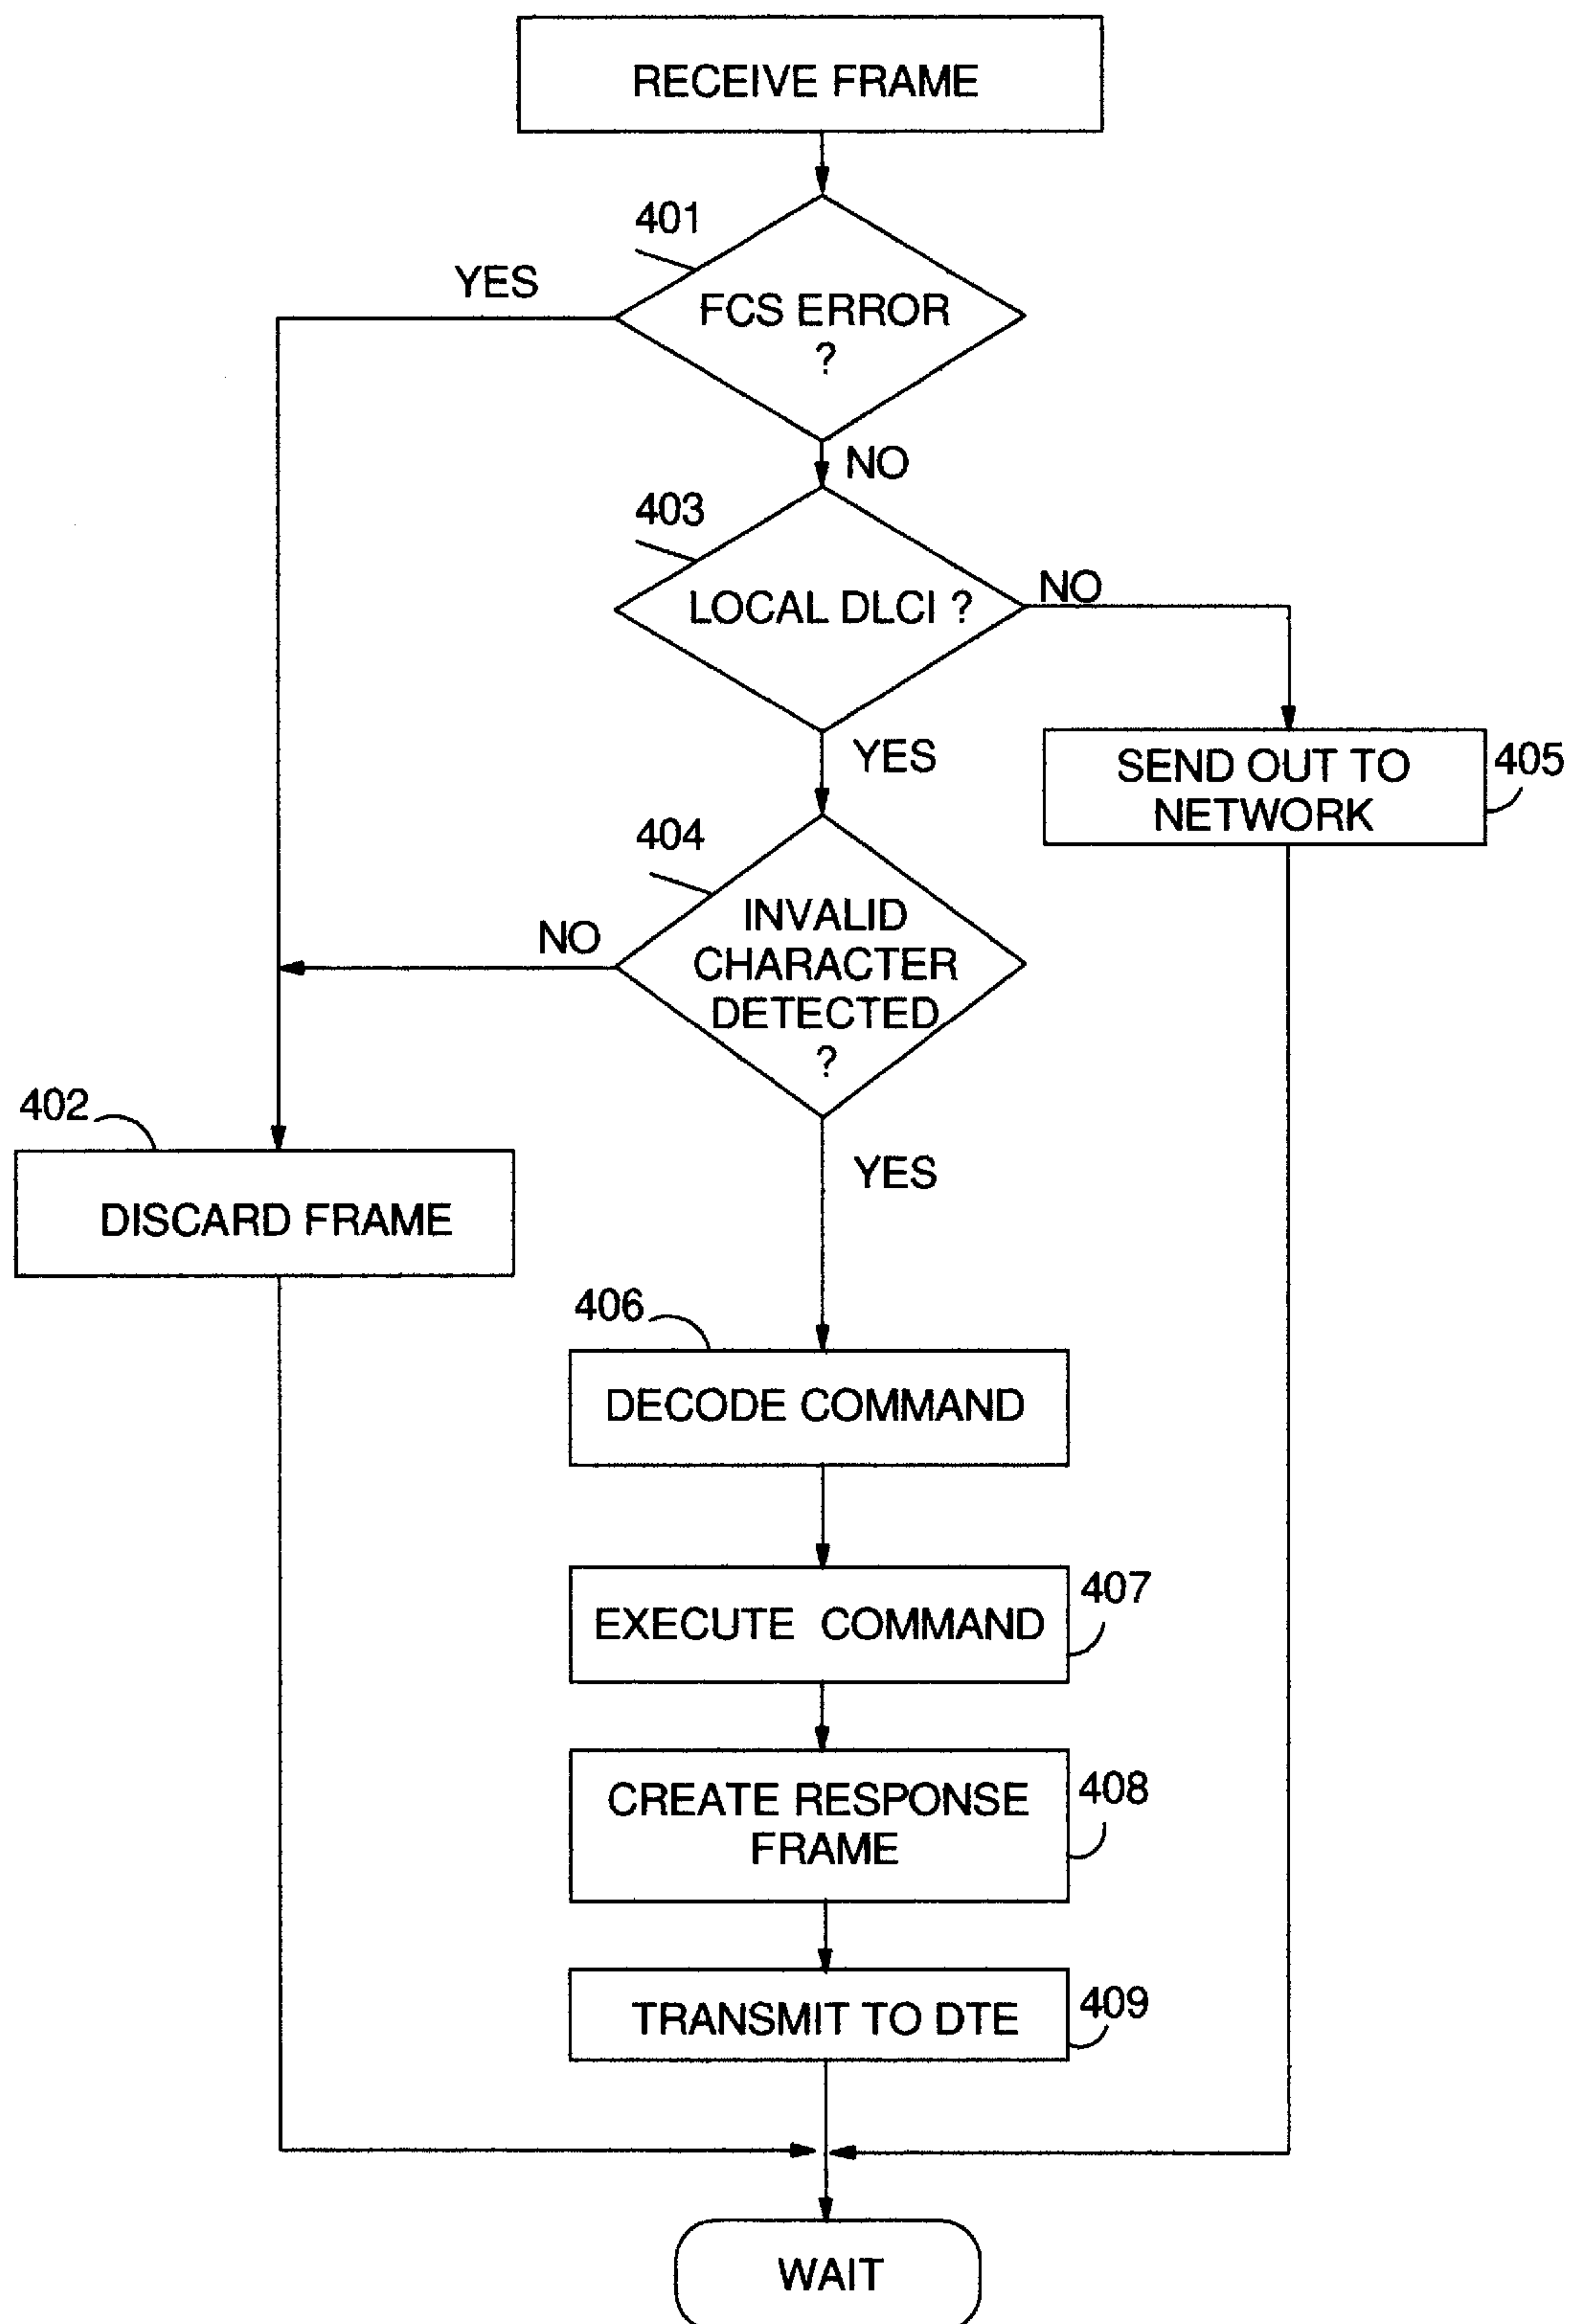 RECEIVE FRAME
401
YES
FCS ERROR
?
NO
403
LOCAL DLCI ?
NO
YES
SEND OUT TO
NETWORK
405
404
INVALID
CHARACTER
DETECTED
?
NO
402
YES
DISCARD FRAME
406
DECODE COMMAND
407
EXECUTE COMMAND
CREATE RESPONSE
FRAME
408
TRANSMIT TO DTE
409
WAIT